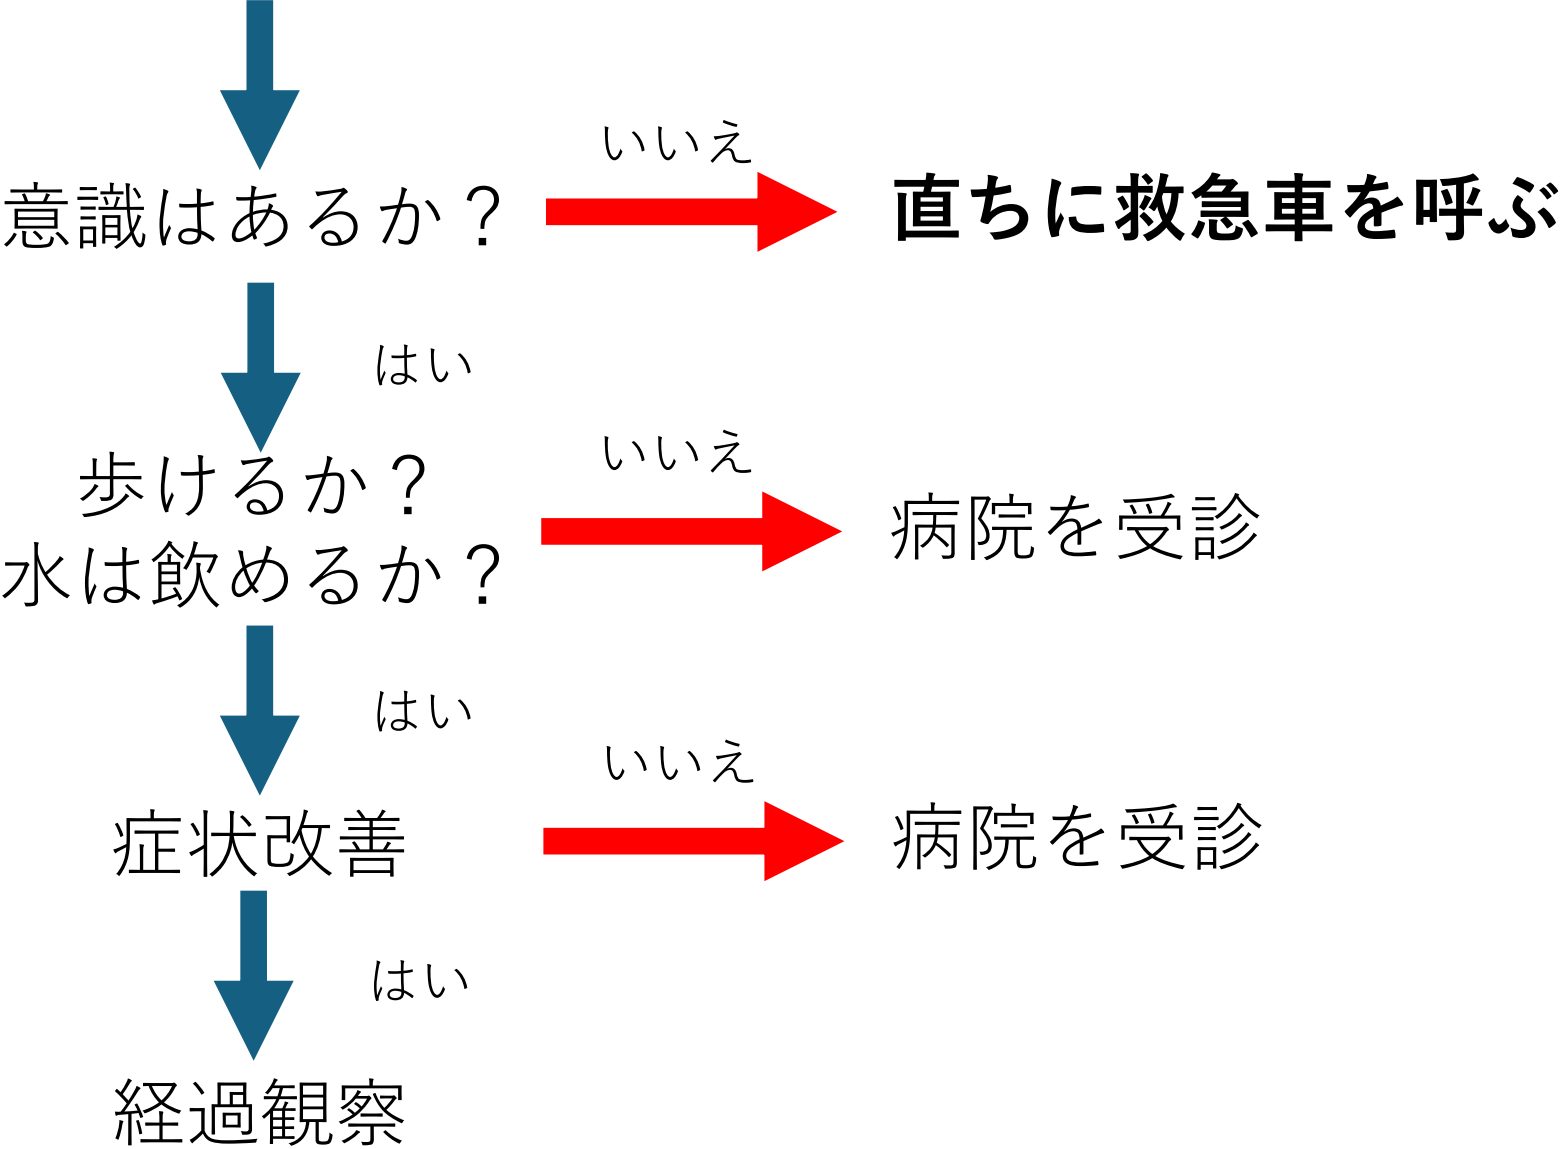 いいえ
意識はあるか？
直ちに救急車を呼ぶ
はい
いいえ
歩けるか？
水は飲めるか？
病院を受診
はい
いいえ
症状改善
病院を受診
はい
経過観察